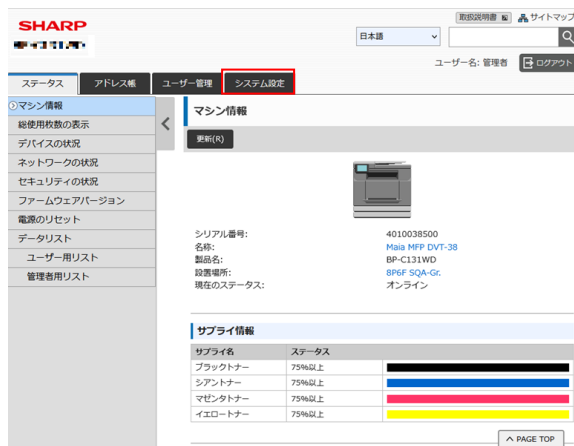 SHARP
取扱説明書 サイトマップ
日本語
ユーザー名: 管理者 ログアウト
ステータス アドレス帳 ユーザー管理 システム設定
マシン情報
総使用枚数の表示
デバイスの状況
ネットワークの状況
セキュリティの状況
ファームウェアバージョン
電源のリセット
データリスト
ユーザー用リスト
管理者用リスト
マシン情報
更新(R)
シリアル番号: 4010038500
名称: Maia MFP DVT-38
製品名: BP-C131WD
設置場所: 8P6F SQA-Gr.
現在のステータス: オンライン
サプライ情報
サプライ名 ステータス
ブラックトナー 75%以上
シアントナー 75%以上
マゼンタトナー 75%以上
イエロートナー 75%以上
PAGE TOP